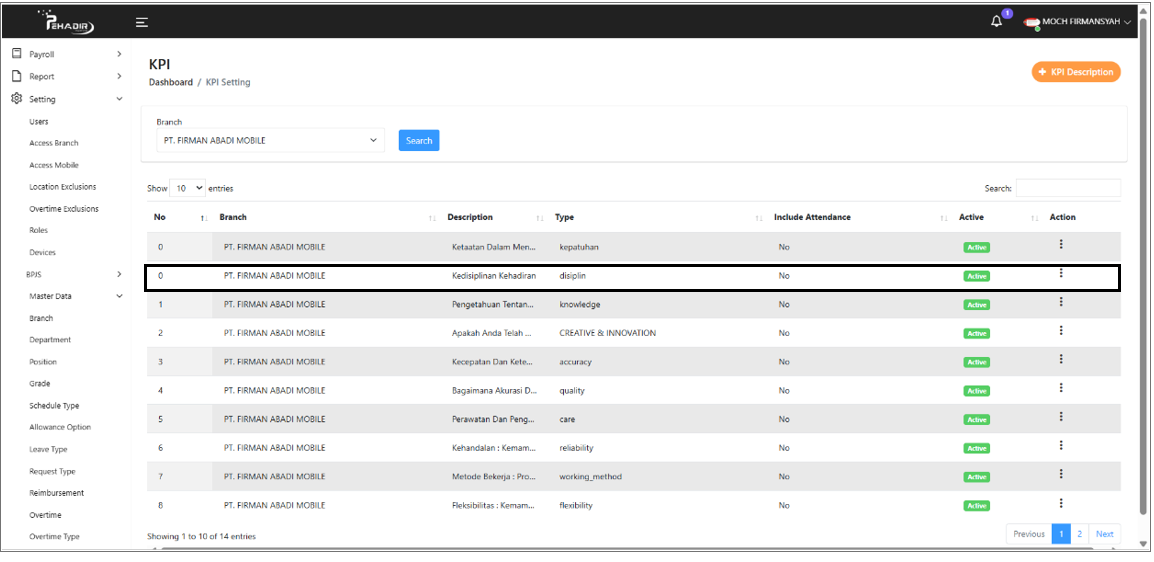 PEHADIR
1
MOCH FIRMANSYAH
Payroll
Report
Setting
Users
Access Branch
Access Mobile
Location Exclusions
Overtime Exclusions
Roles
Devices
BPJS
Master Data
Branch
Department
Position
Grade
Schedule Type
Allowance Option
Leave Type
Request Type
Reimbursement
Overtime
Overtime Type
KPI
Dashboard / KPI Setting
+ KPI Description
Branch
PT. FIRMAN ABADI MOBILE
Search
Show 10 entries
Search:
No Branch Description Type Include Attendance Active Action
0 PT. FIRMAN ABADI MOBILE Ketaatan Dalam Men... kepatuhan No Active
0 PT. FIRMAN ABADI MOBILE Kedisiplinan Kehadiran disiplin No Active
1 PT. FIRMAN ABADI MOBILE Pengetahuan Tentan... knowledge No Active
2 PT. FIRMAN ABADI MOBILE Apakah Anda Telah ... CREATIVE & INNOVATION No Active
3 PT. FIRMAN ABADI MOBILE Kecepatan Dan Kete... accuracy No Active
4 PT. FIRMAN ABADI MOBILE Bagaimana Akurasi D... quality No Active
5 PT. FIRMAN ABADI MOBILE Perawatan Dan Peng... care No Active
6 PT. FIRMAN ABADI MOBILE Kehandalan : Kemam... reliability No Active
7 PT. FIRMAN ABADI MOBILE Metode Bekerja : Pro... working_method No Active
8 PT. FIRMAN ABADI MOBILE Fleksibilitas : Kemam... flexibility No Active
Showing 1 to 10 of 14 entries
Previous 1 2 Next